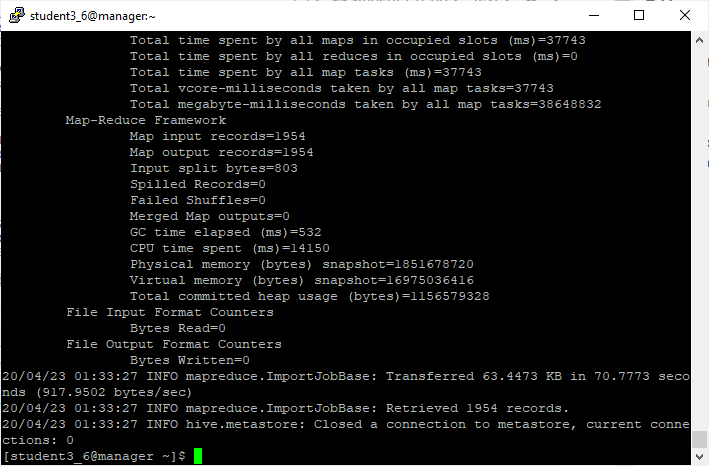 student3_6@manager:~
Total time spent by all maps in occupied slots (ms)=37743
Total time spent by all reduces in occupied slots (ms)=0
Total time spent by all map tasks (ms)=37743
Total vcore-milliseconds taken by all map tasks=37743
Total megabyte-milliseconds taken by all map tasks=38648832
Map-Reduce Framework
Map input records=1954
Map output records=1954
Input split bytes=803
Spilled Records=0
Failed Shuffles=0
Merged Map outputs=0
GC time elapsed (ms)=532
CPU time spent (ms)=14150
Physical memory (bytes) snapshot=1851678720
Virtual memory (bytes) snapshot=16975036416
Total committed heap usage (bytes)=1156579328
File Input Format Counters
Bytes Read=0
File Output Format Counters
Bytes Written=0
20/04/23 01:33:27 INFO mapreduce.ImportJobBase: Transferred 63.4473 KB in 70.7773 seco
nds (917.9502 bytes/sec)
20/04/23 01:33:27 INFO mapreduce.ImportJobBase: Retrieved 1954 records.
20/04/23 01:33:27 INFO hive.metastore: Closed a connection to metastore, current conne
ctions: 0
[student3_6@manager ~]$